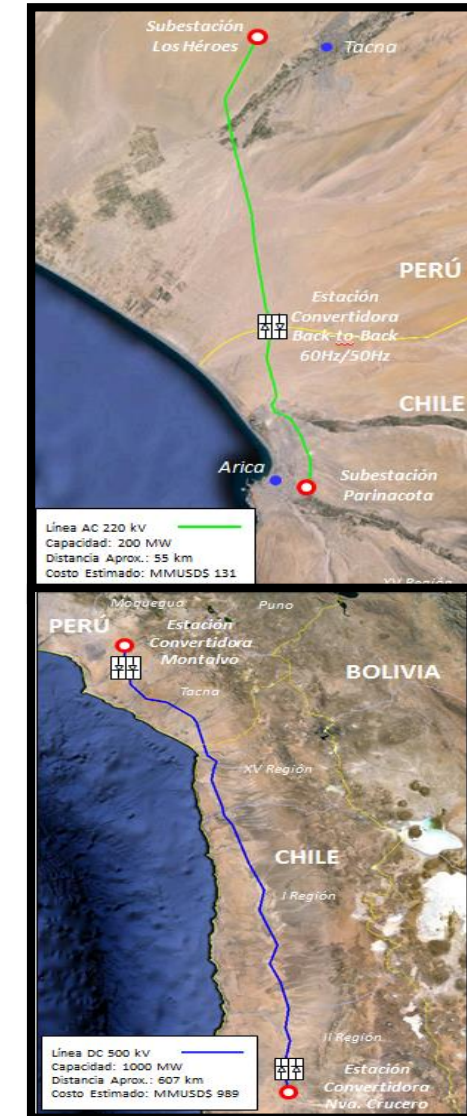 Subestación
Los Héroes
Tacna
PERÚ
Estación
Convertidora
Back-to-Back
60Hz/50Hz
CHILE
Arica
Subestación
Parinacota
XV Región
Línea AC 220 kV
Capacidad: 200 MW
Distancia Aprox.: 55 km
Costo Estimado: MMUSD$ 131
Moquegua
Puno
PERÚ
Estación
Convertidora
Montalvo
BOLIVIA
Tacna
XV Región
CHILE
I Región
II Región
Línea DC 500 kV
Capacidad: 1000 MW
Distancia Aprox.: 607 km
Costo Estimado: MMUSD$ 989
Estación
Convertidora
Nva. Crucero